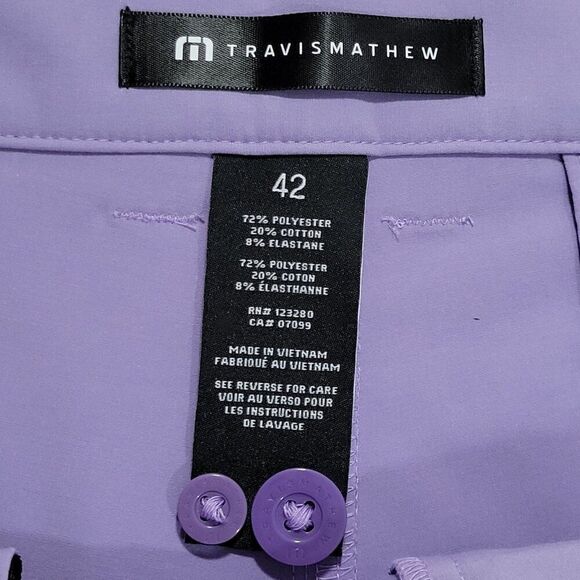 TRAVISMATHEW
42
72% POLYESTER
20% COTTON
8% ELASTANE
72% POLYESTER
20% COTON
8% ÉLASTHANNE
RN# 123280
CA# 07099
MADE IN VIETNAM
FABRIQUÉ AU VIETNAM
SEE REVERSE FOR CARE
VOIR AU VERSO POUR
LES INSTRUCTIONS
DE LAVAGE
TRAVISMATHEW